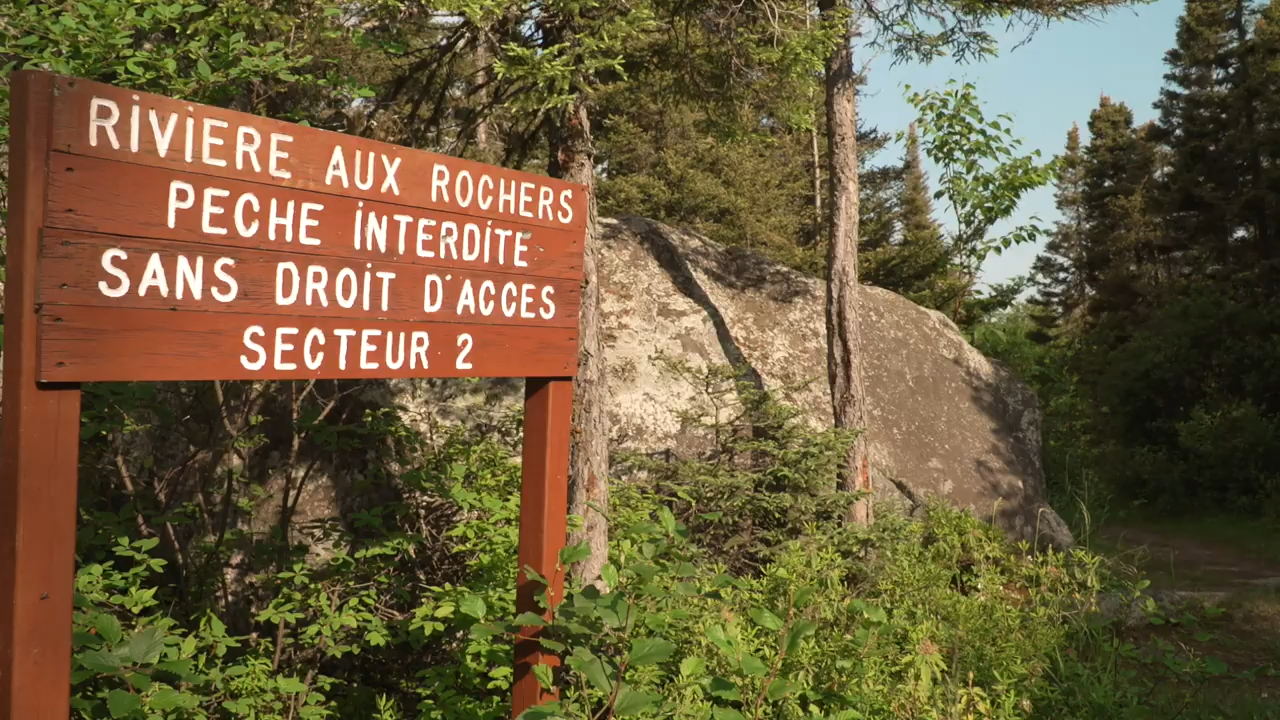 RiViERE AUX ROCHERS
PECHE iNTERDiTE
SANS DROiT D'ACCES
SECTEUR 2